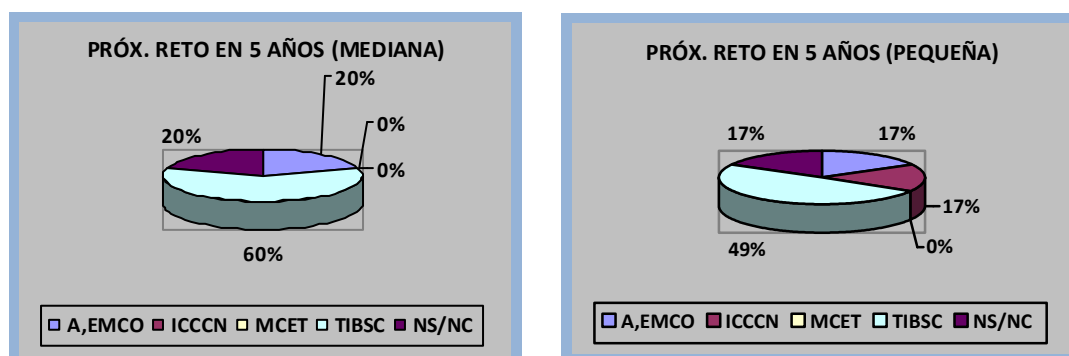 PRÓX. RETO EN 5 AÑOS (MEDIANA)
20%
20%
0%
0%
60%
A,EMCO ICCCN MCET TIBSC NS/NC
PRÓX. RETO EN 5 AÑOS (PEQUEÑA)
17% 17%
17%
49% 0%
A,EMCO ICCCN MCET TIBSC NS/NC